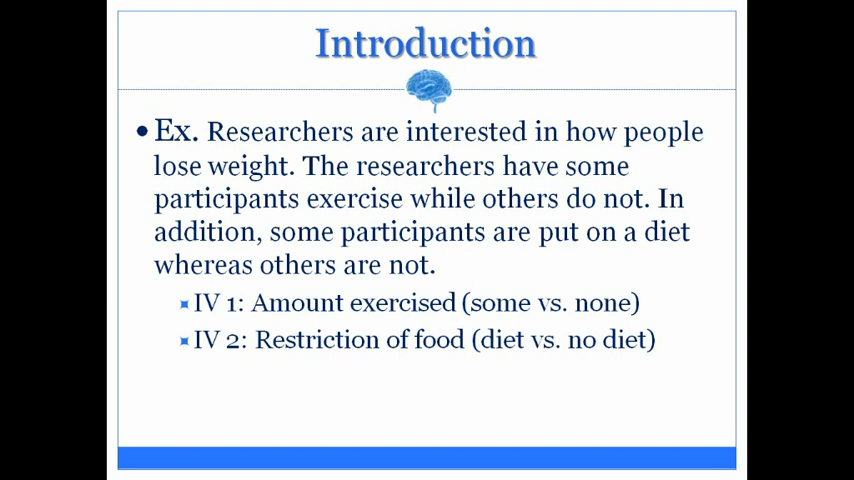 Introduction
• Ex. Researchers are interested in how people
lose weight. The researchers have some
participants exercise while others do not. In
addition, some participants are put on a diet
whereas others are not.
IV 1: Amount exercised (some vs. none)
IV 2: Restriction of food (diet vs. no diet)